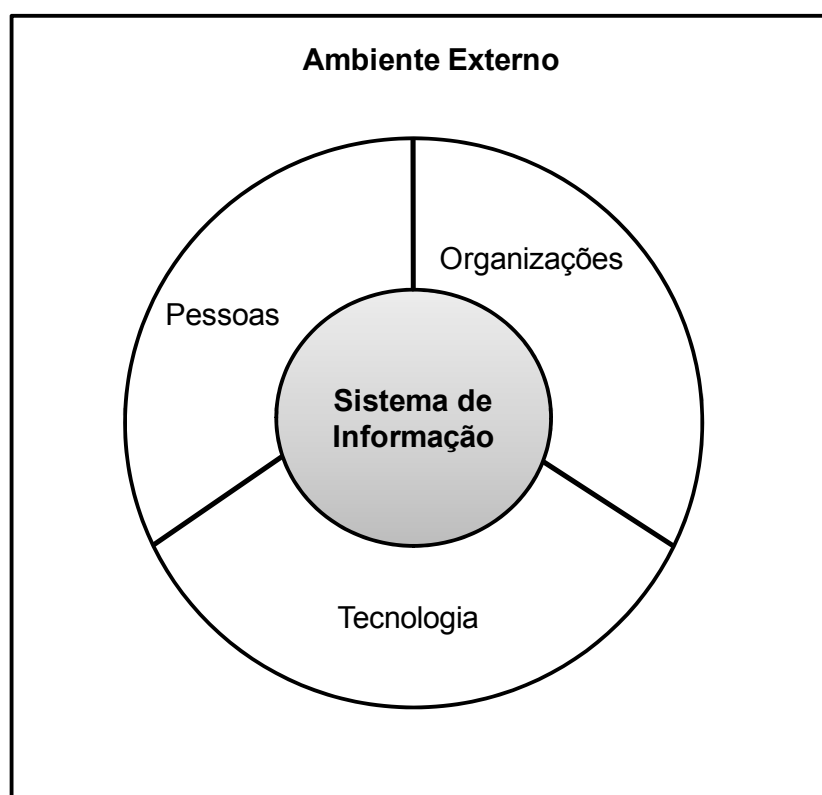 Ambiente Externo
Organizações
Pessoas
Sistema de
Informação
Tecnologia